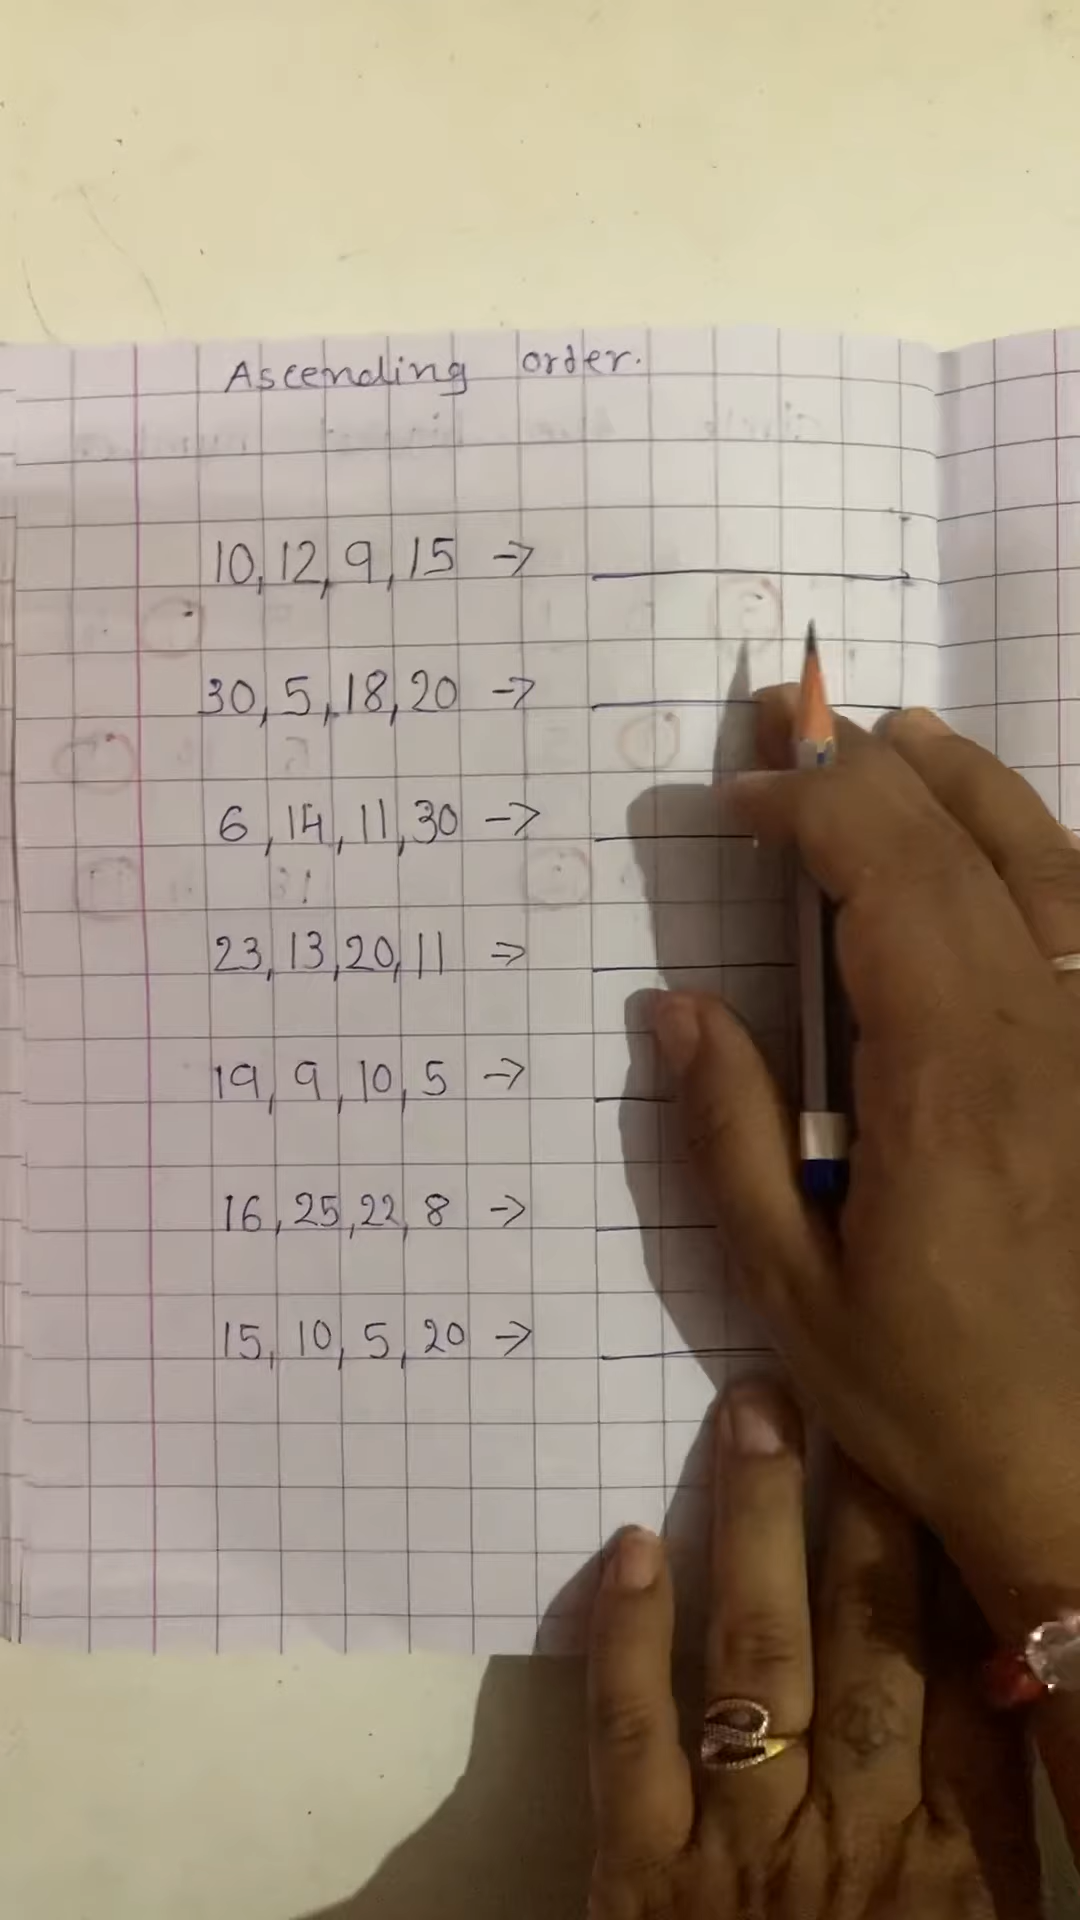 Ascending order.
10, 12, 9, 15 →
30, 5, 18, 20 →
6, 14, 11, 30 →
23, 13, 20, 11 →
19, 9, 10, 5 →
16, 25, 22, 8 →
15, 10, 5, 20 →